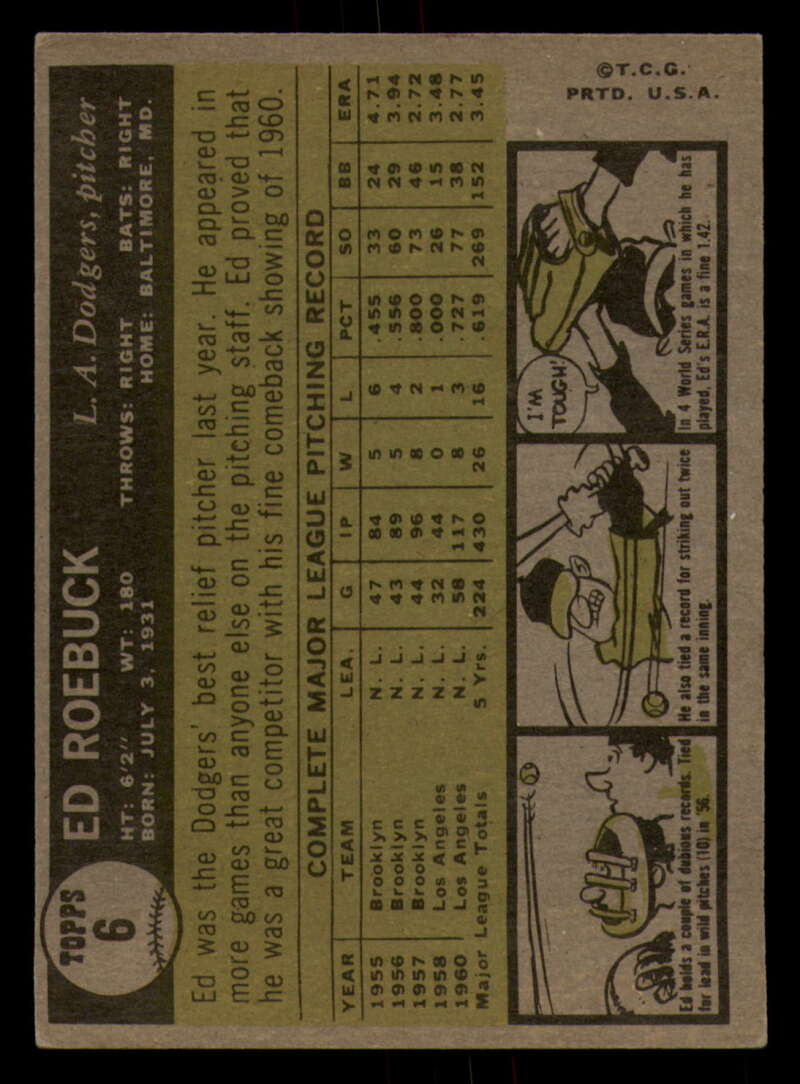 TOPPS
6
ED ROEBUCK L. A. Dodgers, pitcher
HT: 6'2" WT: 180 THROWS: RIGHT BATS: RIGHT
BORN: JULY 3, 1931 HOME: BALTIMORE, MD.
Ed was the Dodgers' best relief pitcher last year. He appeared in
more games than anyone else on the pitching staff. Ed proved that
he was a great competitor with his fine comeback showing of 1960.
COMPLETE MAJOR LEAGUE PITCHING RECORD
YEAR TEAM LEA. G IP W L PCT SO BB ERA
1955 Brooklyn N. L. 47 84 5 6 .455 33 24 4.71
1956 Brooklyn N. L. 43 89 5 4 .556 60 29 3.94
1957 Brooklyn N. L. 44 96 8 2 .800 73 46 2.72
1958 Los Angeles N. L. 32 44 0 1 .000 26 15 3.48
1960 Los Angeles N. L. 58 117 8 3 .727 77 38 2.77
Major League Totals 5 Yrs. 224 430 26 16 .619 269 152 3.45
Ed holds a couple of dubious records. Tied
for lead in wild pitches (10) in '56.
He also tied a record for striking out twice
in the same inning.
I'M
TOUGH!
In 4 World Series games in which he has
played, Ed's E.R.A. is a fine 1.42.
©T.C.G.
PRTD. U.S.A.